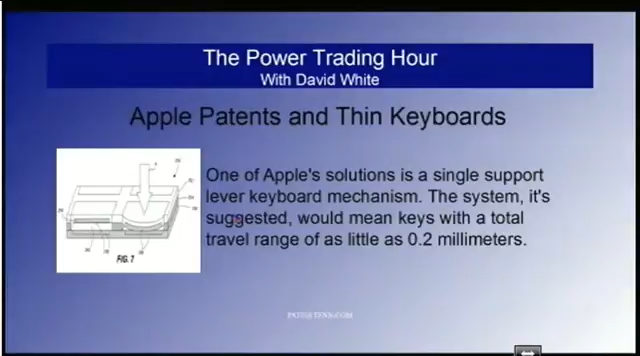 The Power Trading Hour
With David White
Apple Patents and Thin Keyboards
One of Apple's solutions is a single support
lever keyboard mechanism. The system, it's
suggested, would mean keys with a total
travel range of as little as 0.2 millimeters.
FIG. 7